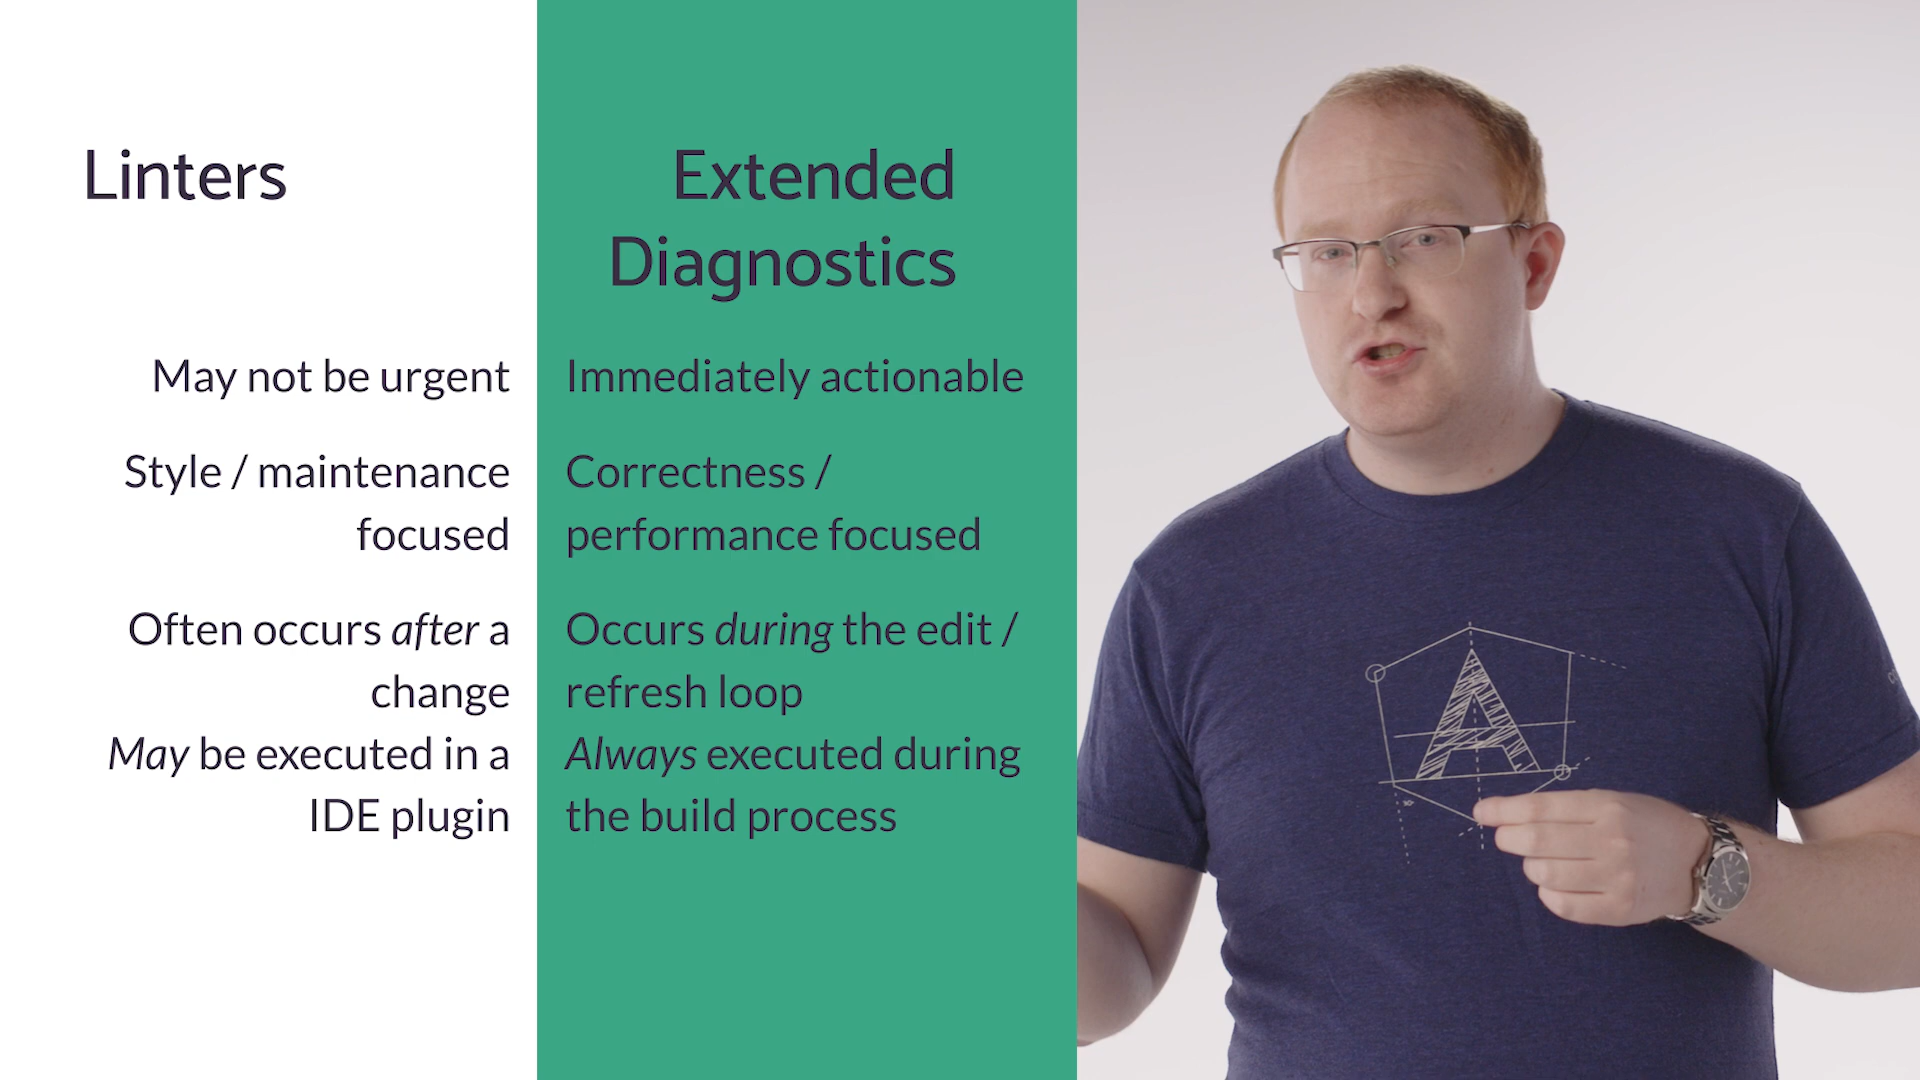 Linters
May not be urgent
Style / maintenance
focused
Often occurs after a
change
May be executed in a
IDE plugin
Extended
Diagnostics
Immediately actionable
Correctness /
performance focused
Occurs during the edit /
refresh loop
Always executed during
the build process
A